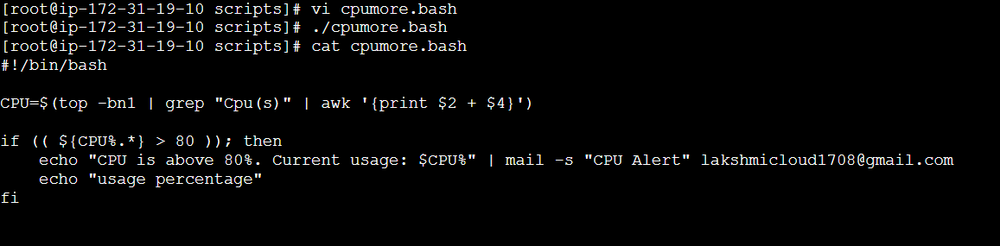 [root@ip-172-31-19-10 scripts]# vi cpumore.bash
[root@ip-172-31-19-10 scripts]# ./cpumore.bash
[root@ip-172-31-19-10 scripts]# cat cpumore.bash
#!/bin/bash

CPU=$(top -bn1 | grep "Cpu(s)" | awk '{print $2 + $4}')

if (( ${CPU%.*} > 80 )); then
    echo "CPU is above 80%. Current usage: $CPU%" | mail -s "CPU Alert" lakshmicloud1708@gmail.com
    echo "usage percentage"
fi